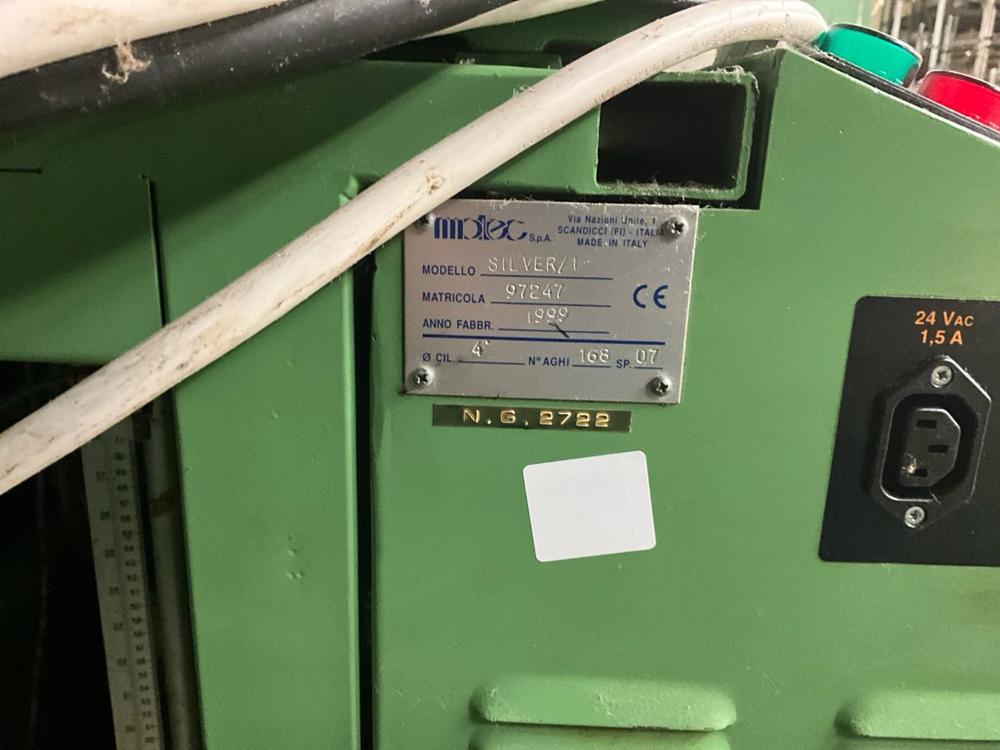 matec S.p.A.
Via Nazioni Unite, 1
SCANDICCI (FI) - ITALIA
MADE IN ITALY
MODELLO SILVER/1
MATRICOLA 97247
CE
ANNO FABBR. 1999
Ø CIL. 4" N° AGHI 168 SP. 07
N.G. 2722
24 VAC
1,5 A